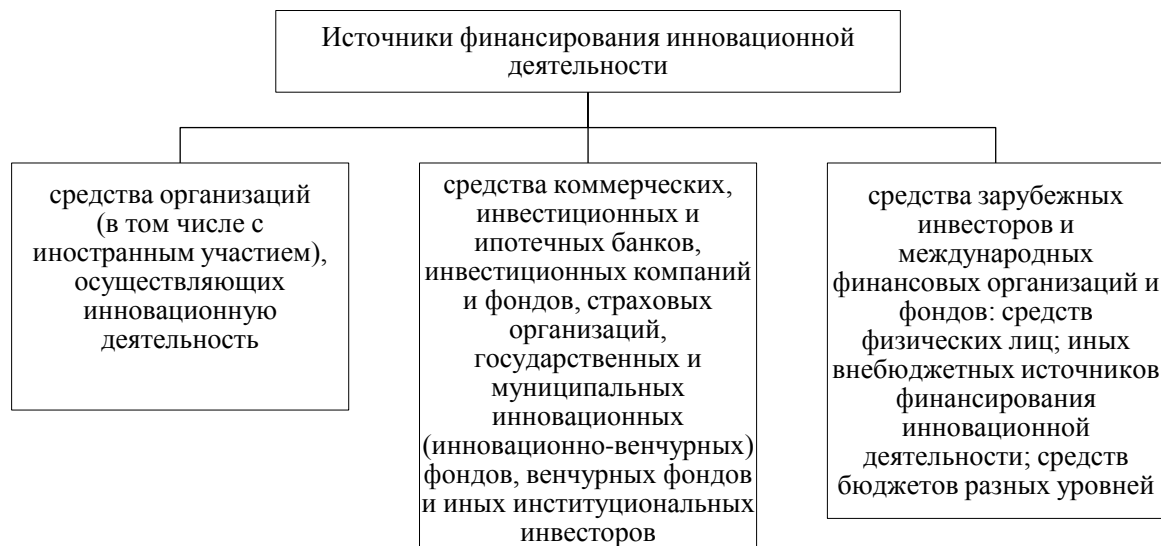 Источники финансирования инновационной
деятельности
средства организаций
(в том числе с
иностранным участием),
осуществляющих
инновационную
деятельность
средства коммерческих,
инвестиционных и
ипотечных банков,
инвестиционных компаний
и фондов, страховых
организаций,
государственных и
муниципальных
инновационных
(инновационно-венчурных)
фондов, венчурных фондов
и иных институциональных
инвесторов
средства зарубежных
инвесторов и
международных
финансовых организаций и
фондов: средств
физических лиц; иных
внебюджетных источников
финансирования
инновационной
деятельности; средств
бюджетов разных уровней